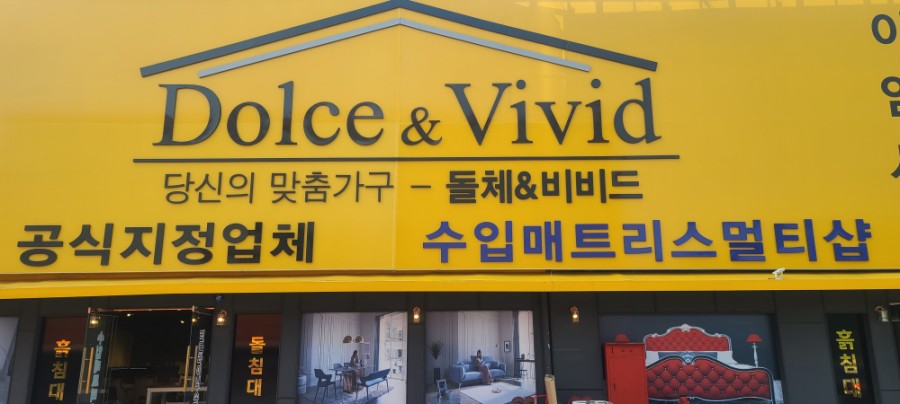 Dolce & Vivid
당신의 맞춤가구 - 돌체&비비드
공식지정업체
수입매트리스멀티샵
흙침대
돌침대
흙침대